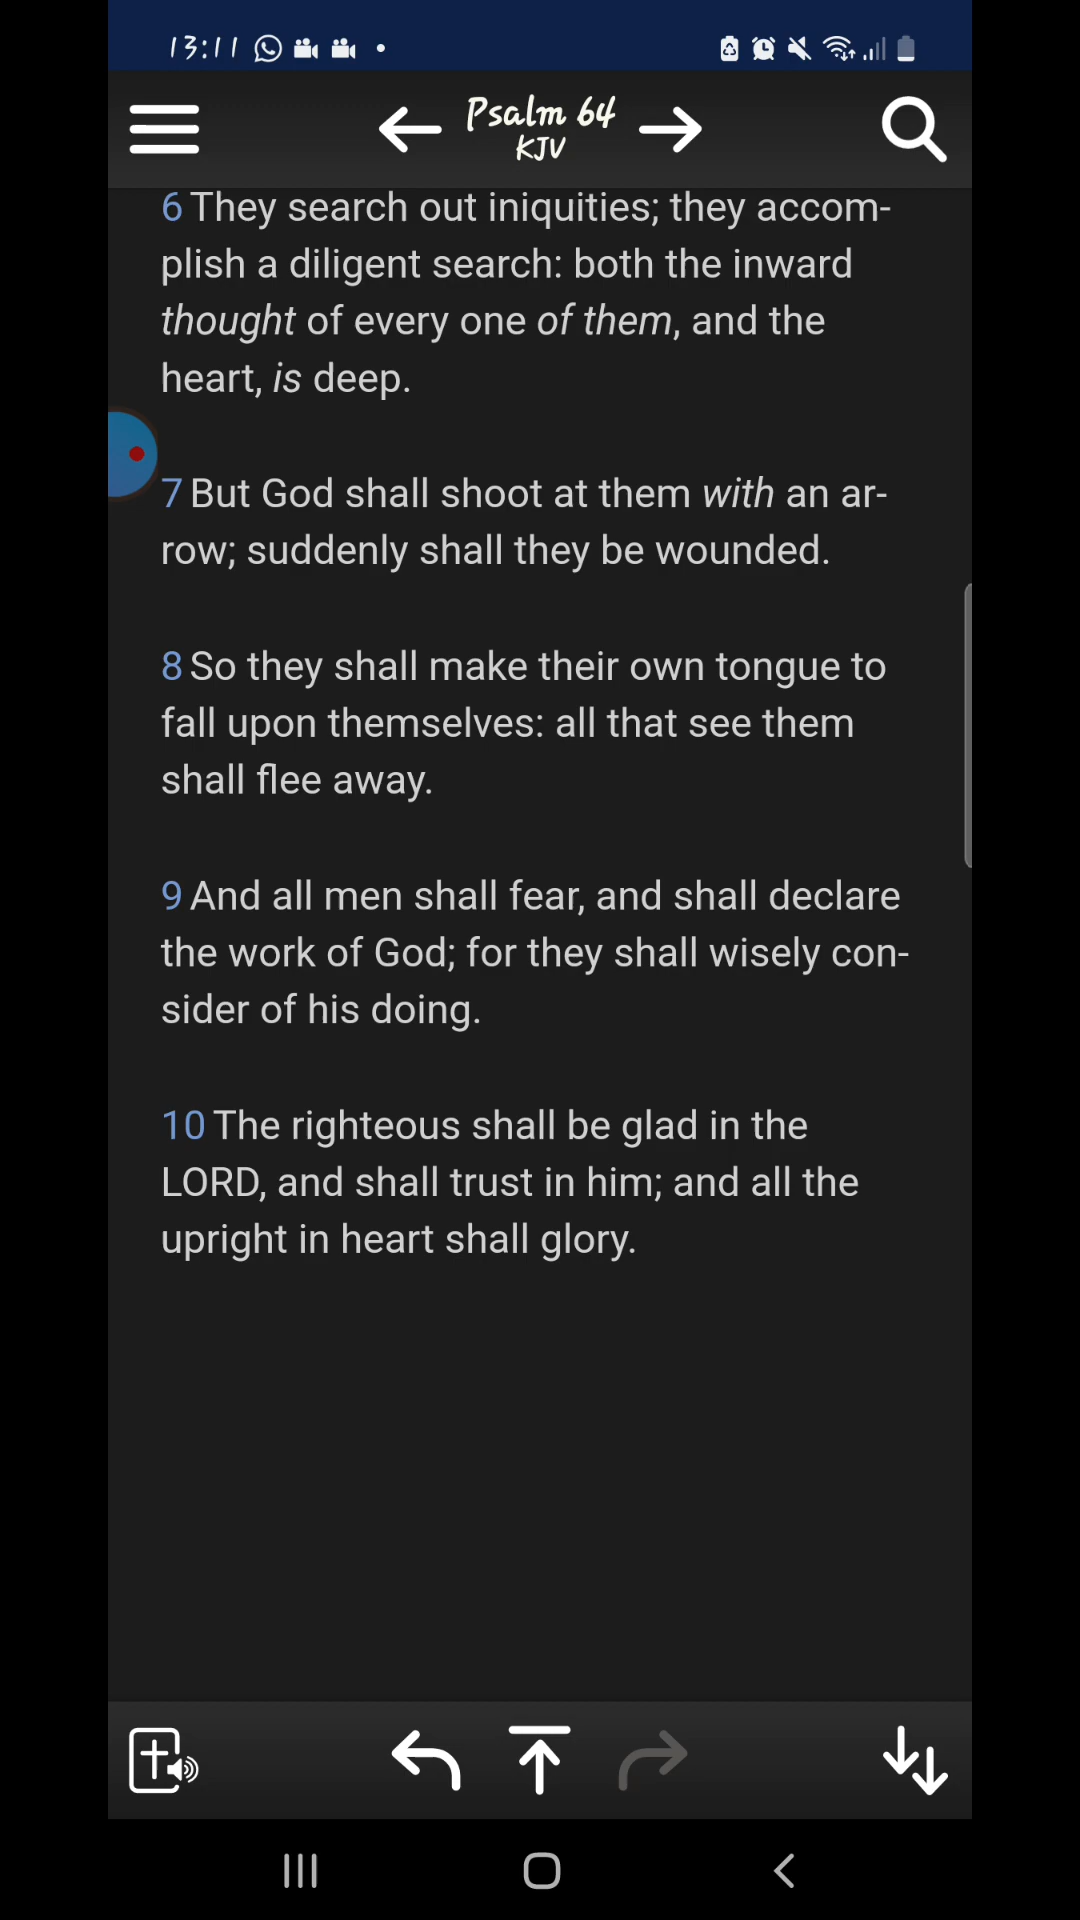 13:11
Psalm 64
KJV
6 They search out iniquities; they accom-
plish a diligent search: both the inward
thought of every one of them, and the
heart, is deep.
7 But God shall shoot at them with an ar-
row; suddenly shall they be wounded.
8 So they shall make their own tongue to
fall upon themselves: all that see them
shall flee away.
9 And all men shall fear, and shall declare
the work of God; for they shall wisely con-
sider of his doing.
10 The righteous shall be glad in the
LORD, and shall trust in him; and all the
upright in heart shall glory.